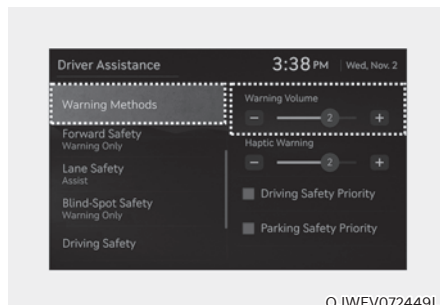 Driver Assistance
3:38 PM Wed, Nov. 2
Warning Methods
Forward Safety
Warning Only
Lane Safety
Assist
Blind-Spot Safety
Warning Only
Driving Safety
Warning Volume
− 2 +
Haptic Warning
− 2 +
Driving Safety Priority
Parking Safety Priority